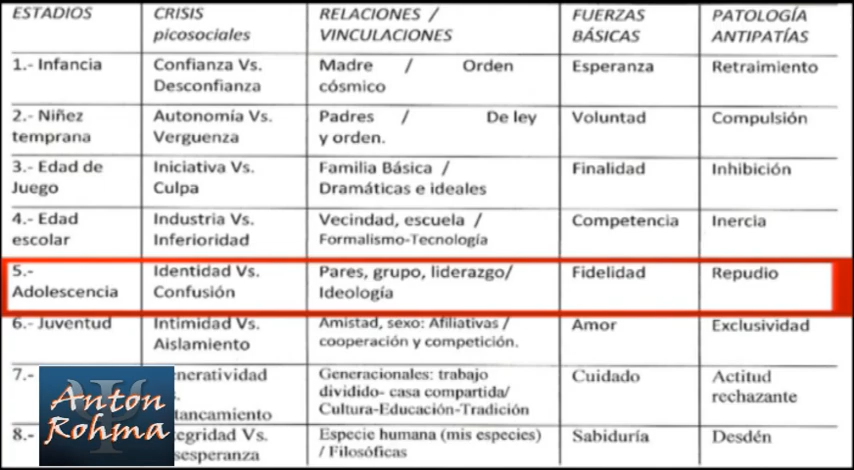 ESTADIOS CRISIS RELACIONES / FUERZAS PATOLOGÍA
picosociales VINCULACIONES BÁSICAS ANTIPATÍAS
1.- Infancia Confianza Vs. Madre / Orden Esperanza Retraimiento
Desconfianza cósmico
2.- Niñez Autonomía Vs. Padres / De ley Voluntad Compulsión
temprana Verguenza y orden.
3.- Edad de Iniciativa Vs. Familia Básica / Finalidad Inhibición
Juego Culpa Dramáticas e ideales
4.- Edad Industria Vs. Vecindad, escuela / Competencia Inercia
escolar Inferioridad Formalismo-Tecnología
5.- Identidad Vs. Pares, grupo, liderazgo/ Fidelidad Repudio
Adolescencia Confusión Ideología
6.- Juventud Intimidad Vs. Amistad, sexo: Afiliativas / Amor Exclusividad
Aislamiento cooperación y competición.
7.- Generacionales: trabajo Cuidado Actitud
dividido- casa compartida/ rechazante
Cultura-Educación-Tradición
8.- Vs. Especie humana (mis especies) Sabiduría Desdén
/ Filosóficas
Anton
Rohma